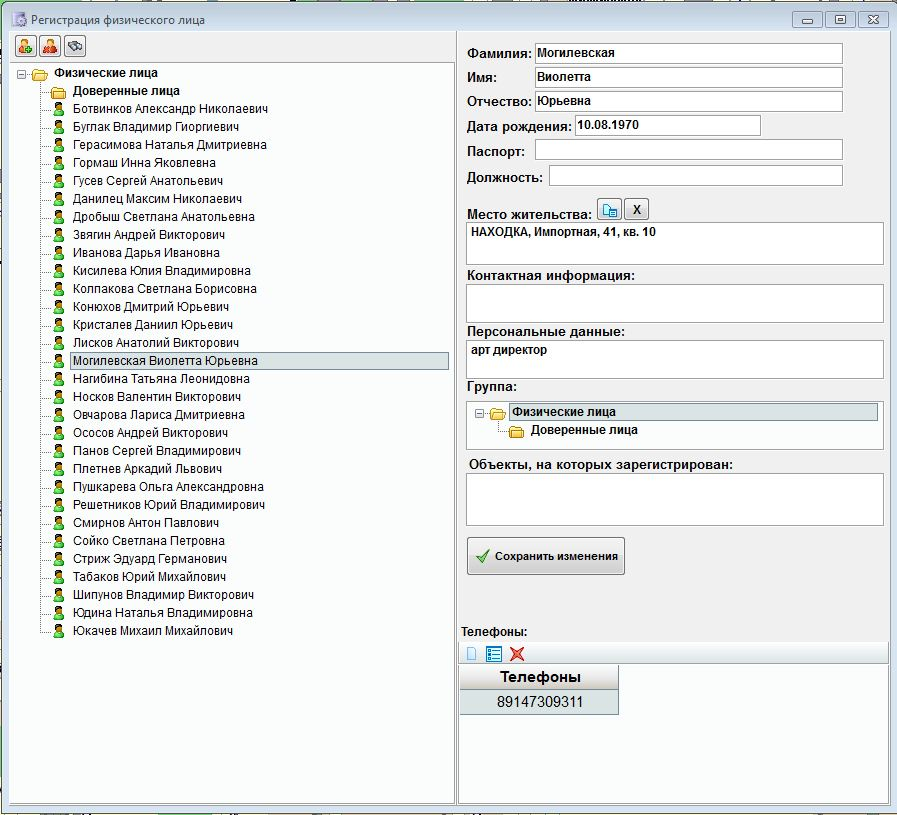 Регистрация физического лица
Физические лица
Доверенные лица
Ботвинков Александр Николаевич
Буглак Владимир Гиоргиевич
Герасимова Наталья Дмитриевна
Гормаш Инна Яковлевна
Гусев Сергей Анатольевич
Данилец Максим Николаевич
Дробыш Светлана Анатольевна
Звягин Андрей Викторович
Иванова Дарья Ивановна
Кисилева Юлия Владимировна
Колпакова Светлана Борисовна
Конюхов Дмитрий Юрьевич
Кристалев Даниил Юрьевич
Лисков Анатолий Викторович
Могилевская Виолетта Юрьевна
Нагибина Татьяна Леонидовна
Носков Валентин Викторович
Овчарова Лариса Дмитриевна
Ососов Андрей Викторович
Панов Сергей Владимирович
Плетнев Аркадий Львович
Пушкарева Ольга Александровна
Решетников Юрий Владимирович
Смирнов Антон Павлович
Сойко Светлана Петровна
Стриж Эдуард Германович
Табаков Юрий Михайлович
Шипунов Владимир Викторович
Юдина Наталья Владимировна
Юкачев Михаил Михайлович
Фамилия: Могилевская
Имя: Виолетта
Отчество: Юрьевна
Дата рождения: 10.08.1970
Паспорт:
Должность:
Место жительства: X
НАХОДКА, Импортная, 41, кв. 10
Контактная информация:
Персональные данные:
арт директор
Группа:
Физические лица
Доверенные лица
Объекты, на которых зарегистрирован:
Сохранить изменения
Телефоны:
Телефоны
89147309311